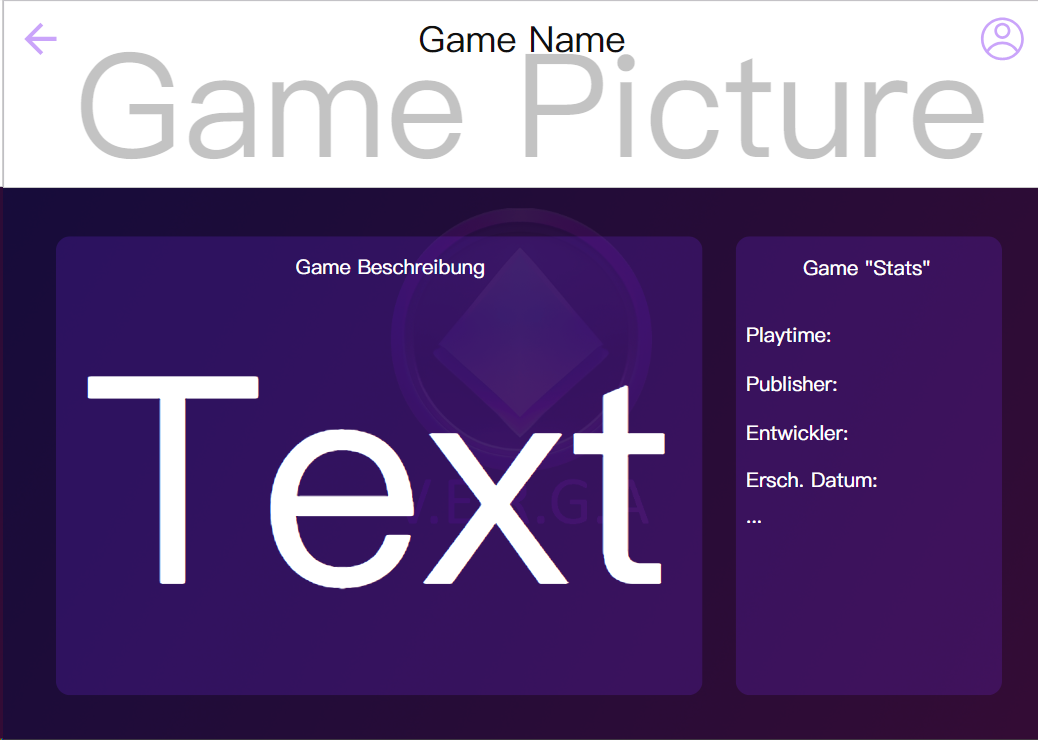 Game Name
Game Picture
Game Beschreibung
Text
Game "Stats"
Playtime:
Publisher:
Entwickler:
Ersch. Datum:
...